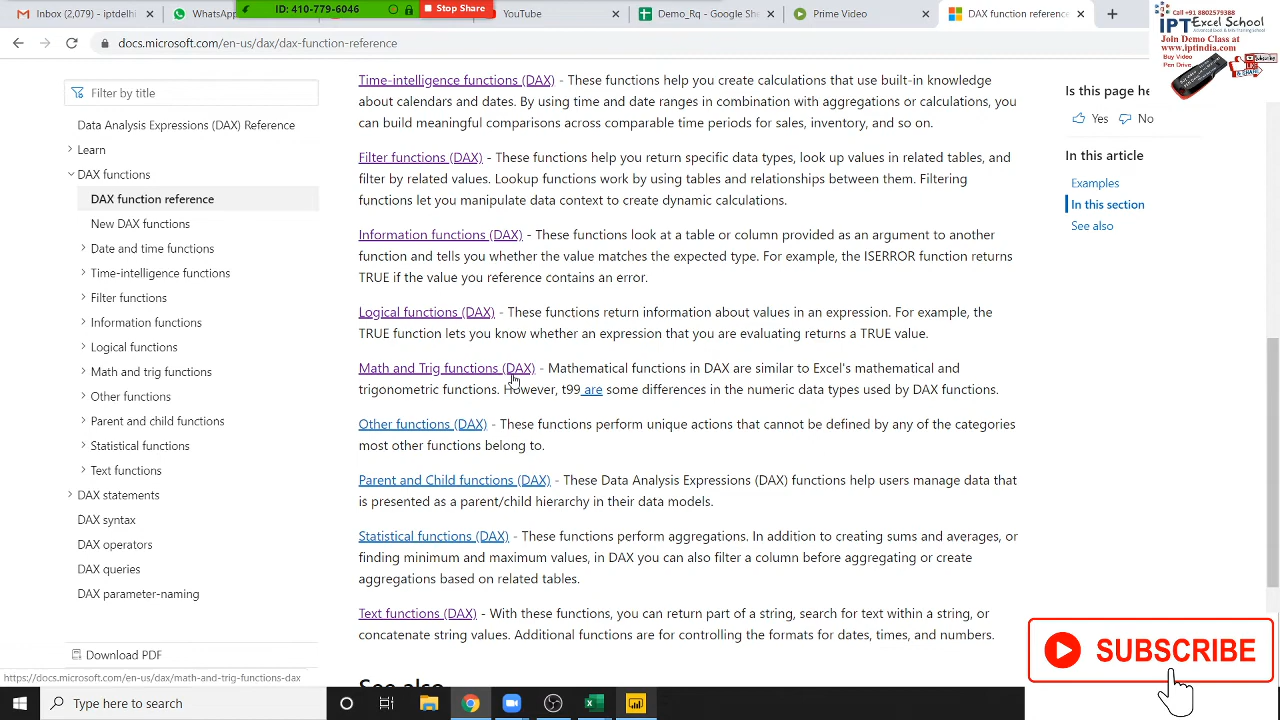 (1) - iptdelhi
WhatsApp
ID: 410-779-6046
Stop Share
Youtube
Demo_Rq - Google S
Prime Video
DAX function reference
docs.microsoft.com/en-us/dax/dax-function-reference
Call +91 8802579388
IPT Excel School
Advanced Excel & MIS Training School
Join Demo Class at
www.iptindia.com
Buy Video
Pen Drive
Subscribe
Filter by title
Data Analysis Expressions (DAX) Reference
Learn
DAX functions
DAX function reference
New DAX functions
Date and time functions
Time-intelligence functions
Filter functions
Information functions
Logical functions
Math and trig functions
Other functions
Parent and child functions
Statistical functions
Text functions
DAX statements
DAX syntax
DAX operators
DAX queries
DAX parameter-naming
Download PDF
https://docs.microsoft.com/en-us/dax/math-and-trig-functions-dax
Time-intelligence functions (DAX) - These functions help you create calculations that use built-in knowledge
about calendars and dates. By using time and date ranges in combination with aggregations or calculations, you
can build meaningful comparisons across comparable time periods for sales, inventory, and so on.
Filter functions (DAX) - These functions help you return specific data types, look up values in related tables, and
filter by related values. Lookup functions work by using tables and relationships between them. Filtering
functions let you manipulate data context to create dynamic calculations.
Information functions (DAX) - These functions look at a table or column provided as an argument to another
function and tells you whether the value matches the expected type. For example, the ISERROR function returns
TRUE if the value you reference contains an error.
Logical functions (DAX) - These functions return information about values in an expression. For example, the
TRUE function lets you know whether an expression that you are evaluating returns a TRUE value.
Math and Trig functions (DAX) - Mathematical functions in DAX are similar to Excel's mathematical and
trigonometric functions. However, t99 are some differences in the numeric data types used by DAX functions.
Other functions (DAX) - These functions perform unique actions that cannot be defined by any of the categories
most other functions belong to.
Parent and Child functions (DAX) - These Data Analysis Expressions (DAX) functions help users manage data that
is presented as a parent/child hierarchy in their data models.
Statistical functions (DAX) - These functions perform aggregations. In addition to creating sums and averages, or
finding minimum and maximum values, in DAX you can also filter a column before aggregating or create
aggregations based on related tables.
Text functions (DAX) - With these functions, you can return part of a string, search for text within a string, or
concatenate string values. Additional functions are for controlling the formats for dates, times, and numbers.
See also
Is this page he
Yes No
In this article
Examples
In this section
See also
SUBSCRIBE
Type here to search